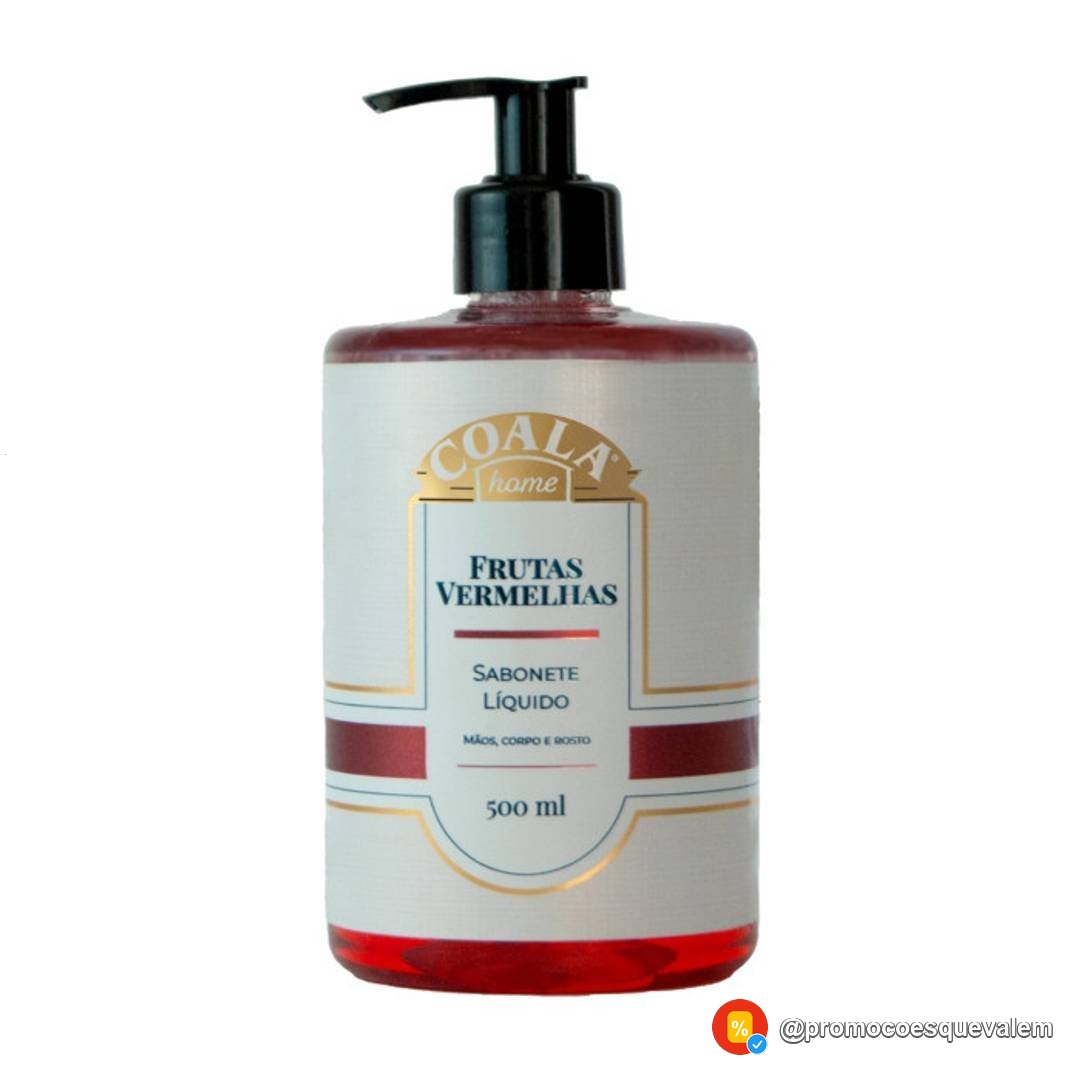 COALA®
home
FRUTAS
VERMELHAS
SABONETE
LÍQUIDO
MÃOS, CORPO E ROSTO
500 ml
%
@promocoesquevalem